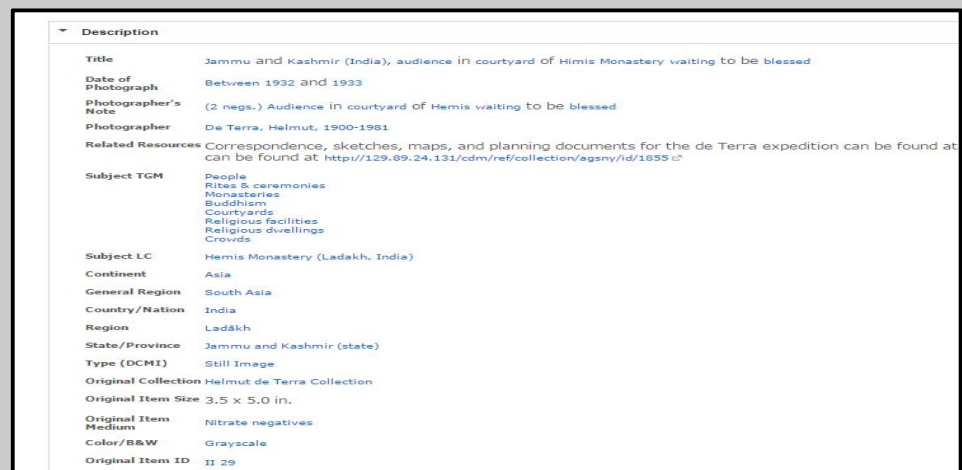 Description
Title Jammu and Kashmir (India), audience in courtyard of Himis Monastery waiting to be blessed
Date of
Photograph Between 1932 and 1933
Photographer's
Note (2 negs.) Audience in courtyard of Hemis waiting to be blessed
Photographer De Terra, Helmut, 1900-1981
Related Resources Correspondence, sketches, maps, and planning documents for the de Terra expedition can be found at
can be found at http://129.89.24.131/cdm/ref/collection/agsny/id/1855
Subject TGM People
Rites & ceremonies
Monasteries
Buddhism
Courtyards
Religious facilities
Religious dwellings
Crowds
Subject LC Hemis Monastery (Ladakh, India)
Continent Asia
General Region South Asia
Country/Nation India
Region Ladākh
State/Province Jammu and Kashmir (state)
Type (DCMI) Still Image
Original Collection Helmut de Terra Collection
Original Item Size 3.5 x 5.0 in.
Original Item
Medium Nitrate negatives
Color/B&W Grayscale
Original Item ID II 29